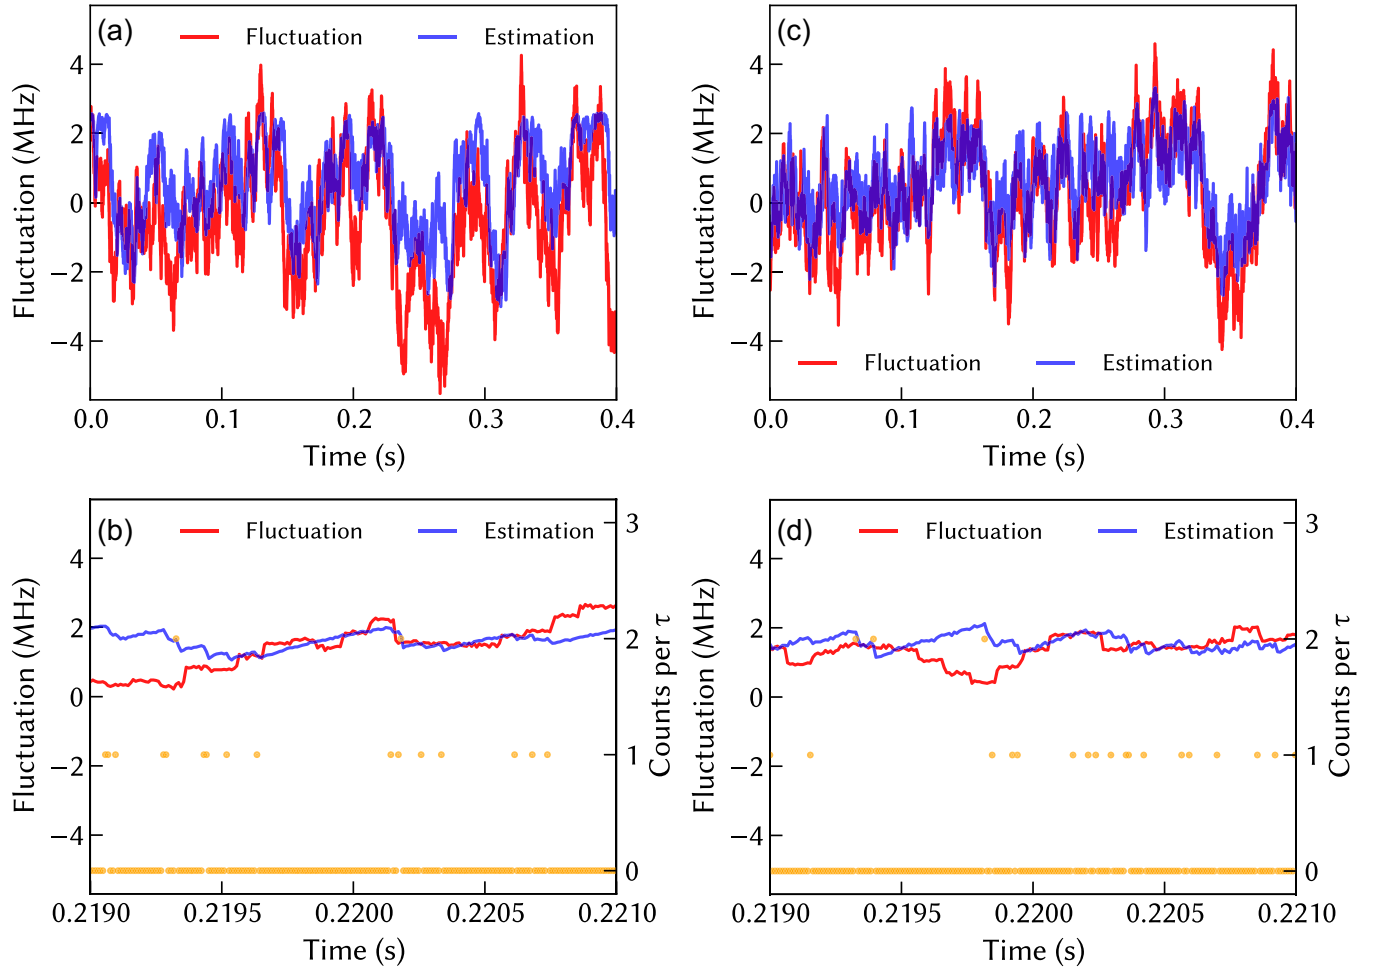 (a) Fluctuation Estimation
Fluctuation (MHz)
4
2
0
−2
−4
0.0 0.1 0.2 0.3 0.4
Time (s)
(c)
Fluctuation (MHz)
4
2
0
−2
−4
Fluctuation Estimation
0.0 0.1 0.2 0.3 0.4
Time (s)
(b) Fluctuation Estimation
Fluctuation (MHz)
4
2
0
−2
−4
3
2
1
0
Counts per τ
0.2190 0.2195 0.2200 0.2205 0.2210
Time (s)
(d) Fluctuation Estimation
Fluctuation (MHz)
4
2
0
−2
−4
3
2
1
0
Counts per τ
0.2190 0.2195 0.2200 0.2205 0.2210
Time (s)